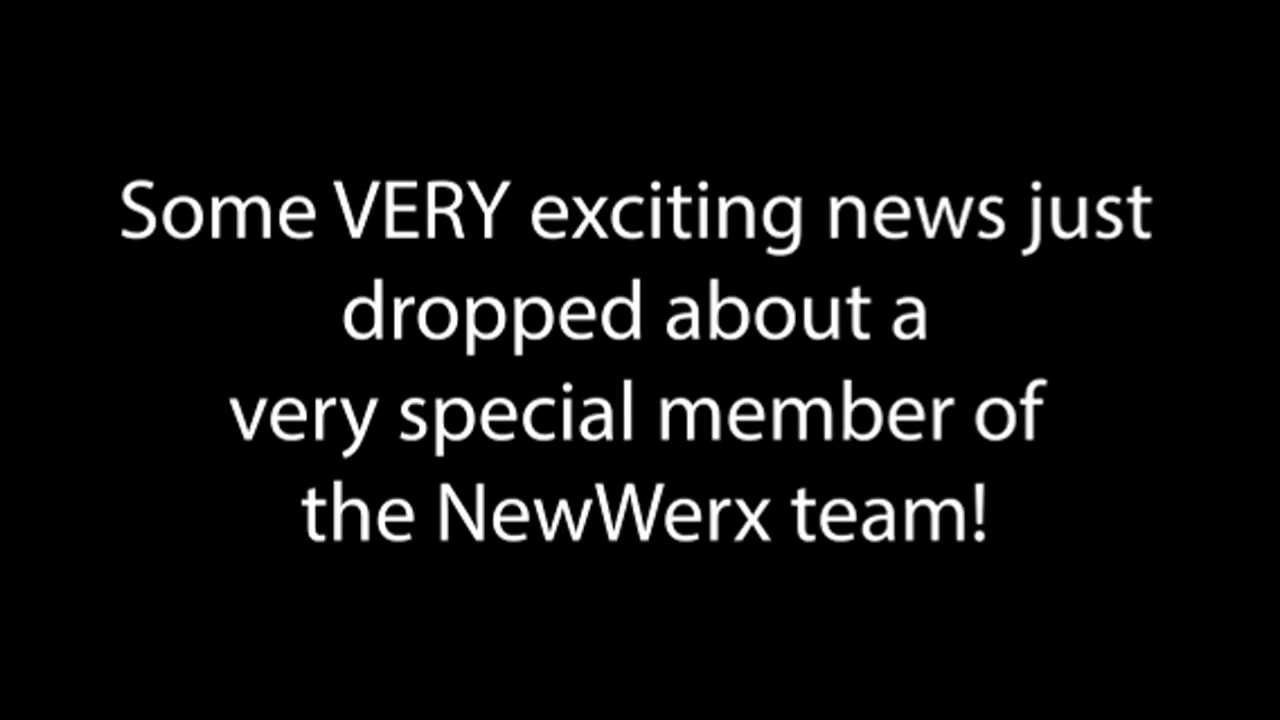 Some VERY exciting news just
dropped about a
very special member of
the NewWerx team!